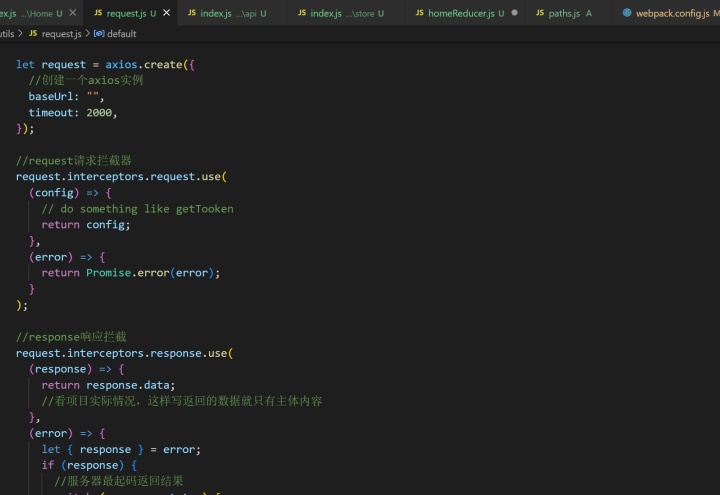 ex.js ...\Home U × JS request.js U × JS index.js ...\api U JS index.js ...\store U JS homeReducer.js U ● JS paths.js A webpack.config.js M
utils > JS request.js > default
let request = axios.create({
//创建一个axios实例
baseUrl: "",
timeout: 2000,
});
//request请求拦截器
request.interceptors.request.use(
(config) => {
// do something like getTooken
return config;
},
(error) => {
return Promise.error(error);
}
);
//response响应拦截
request.interceptors.response.use(
(response) => {
return response.data;
//看项目实际情况，这样写返回的数据就只有主体内容
},
(error) => {
let { response } = error;
if (response) {
//服务器最起码返回结果